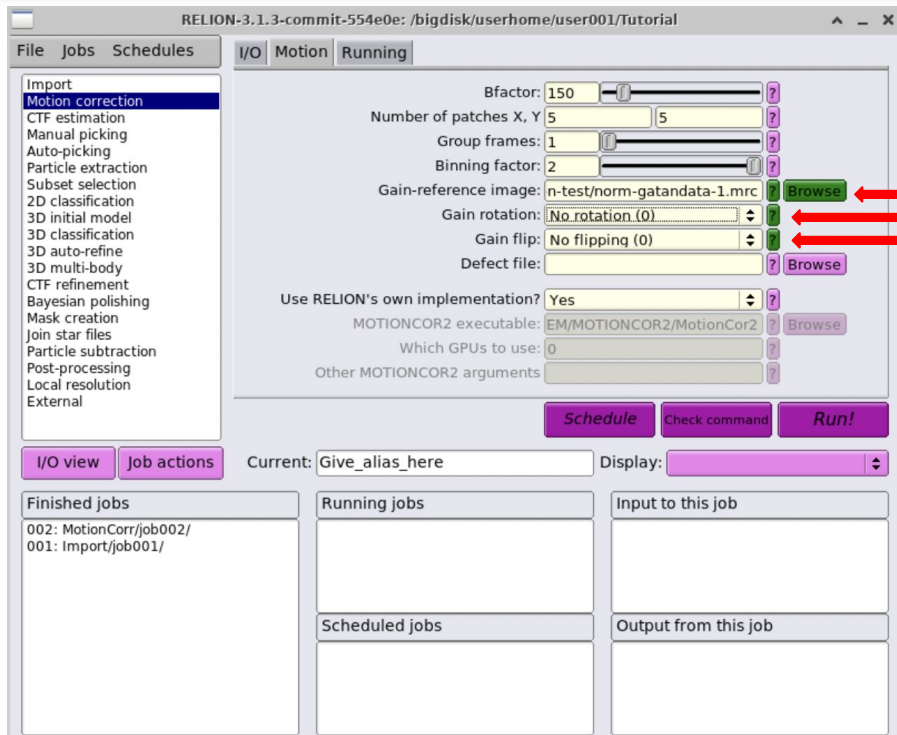 RELION-3.1.3-commit-554e0e: /bigdisk/userhome/user001/Tutorial
File Jobs Schedules
I/O Motion Running
Import
Motion correction
CTF estimation
Manual picking
Auto-picking
Particle extraction
Subset selection
2D classification
3D initial model
3D classification
3D auto-refine
3D multi-body
CTF refinement
Bayesian polishing
Mask creation
Join star files
Particle subtraction
Post-processing
Local resolution
External
Bfactor: 150 ?
Number of patches X, Y 5 5 ?
Group frames: 1 ?
Binning factor: 2 ?
Gain-reference image: n-test/norm-gatandata-1.mrc ? Browse
Gain rotation: No rotation (0) ?
Gain flip: No flipping (0) ?
Defect file: ? Browse
Use RELION's own implementation? Yes ?
MOTIONCOR2 executable: EM/MOTIONCOR2/MotionCor2 ? Browse
Which GPUs to use: 0 ?
Other MOTIONCOR2 arguments ?
Schedule Check command Run!
I/O view Job actions Current: Give_alias_here Display:
Finished jobs
002: MotionCorr/job002/
001: Import/job001/
Running jobs
Input to this job
Scheduled jobs
Output from this job